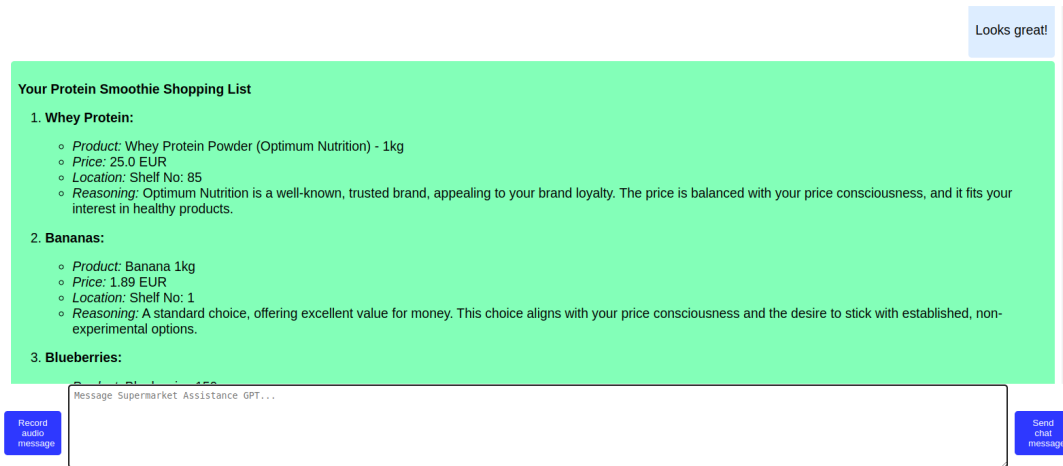 Looks great!
Your Protein Smoothie Shopping List
1. Whey Protein:
Product: Whey Protein Powder (Optimum Nutrition) - 1kg
Price: 25.0 EUR
Location: Shelf No: 85
Reasoning: Optimum Nutrition is a well-known, trusted brand, appealing to your brand loyalty. The price is balanced with your price consciousness, and it fits your
interest in healthy products.
2. Bananas:
Product: Banana 1kg
Price: 1.89 EUR
Location: Shelf No: 1
Reasoning: A standard choice, offering excellent value for money. This choice aligns with your price consciousness and the desire to stick with established, non-
experimental options.
3. Blueberries:
Message Supermarket Assistance GPT...
Record
audio
message
Send
chat
message